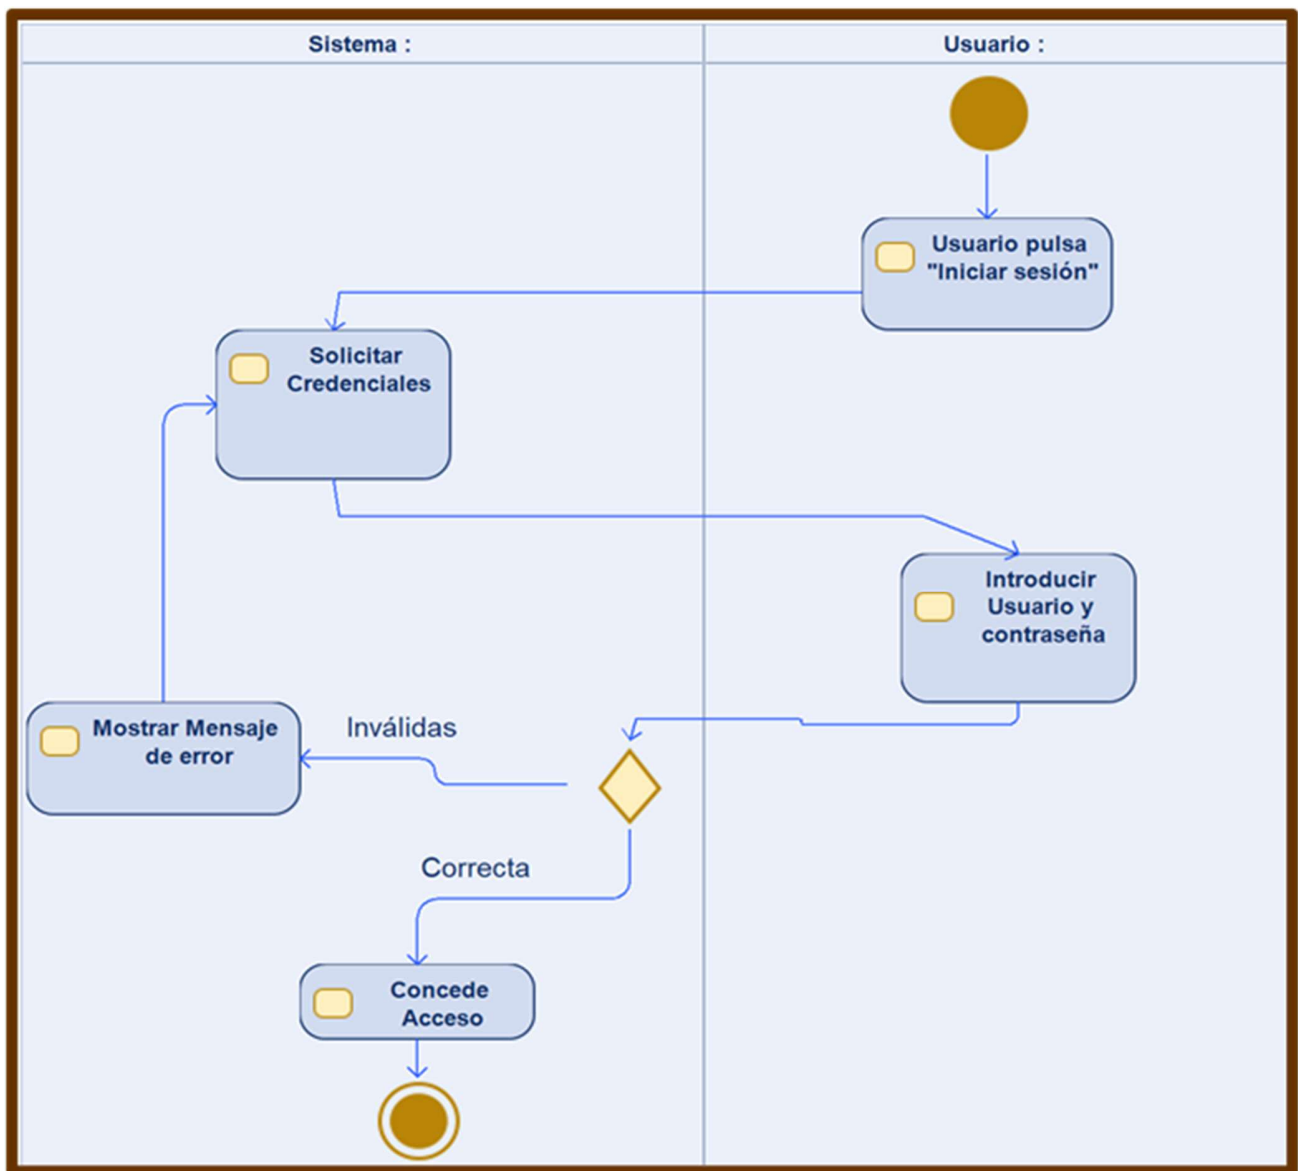 Sistema :
Usuario :
Usuario pulsa
"Iniciar sesión"
Solicitar
Credenciales
Introducir
Usuario y
contraseña
Mostrar Mensaje
de error
Inválidas
Correcta
Concede
Acceso